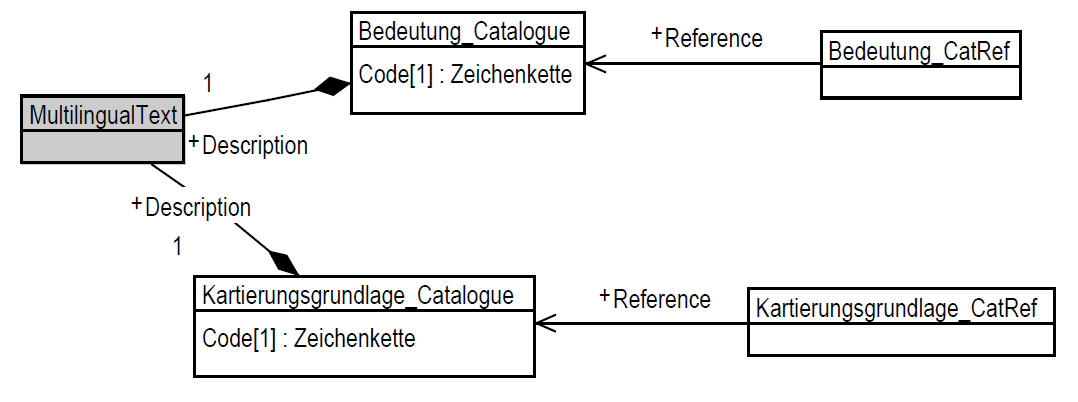 Bedeutung_Catalogue
Code[1] : Zeichenkette
+Reference
Bedeutung_CatRef
1
MultilingualText
+Description
+Description
1
Kartierungsgrundlage_Catalogue
Code[1] : Zeichenkette
+Reference
Kartierungsgrundlage_CatRef